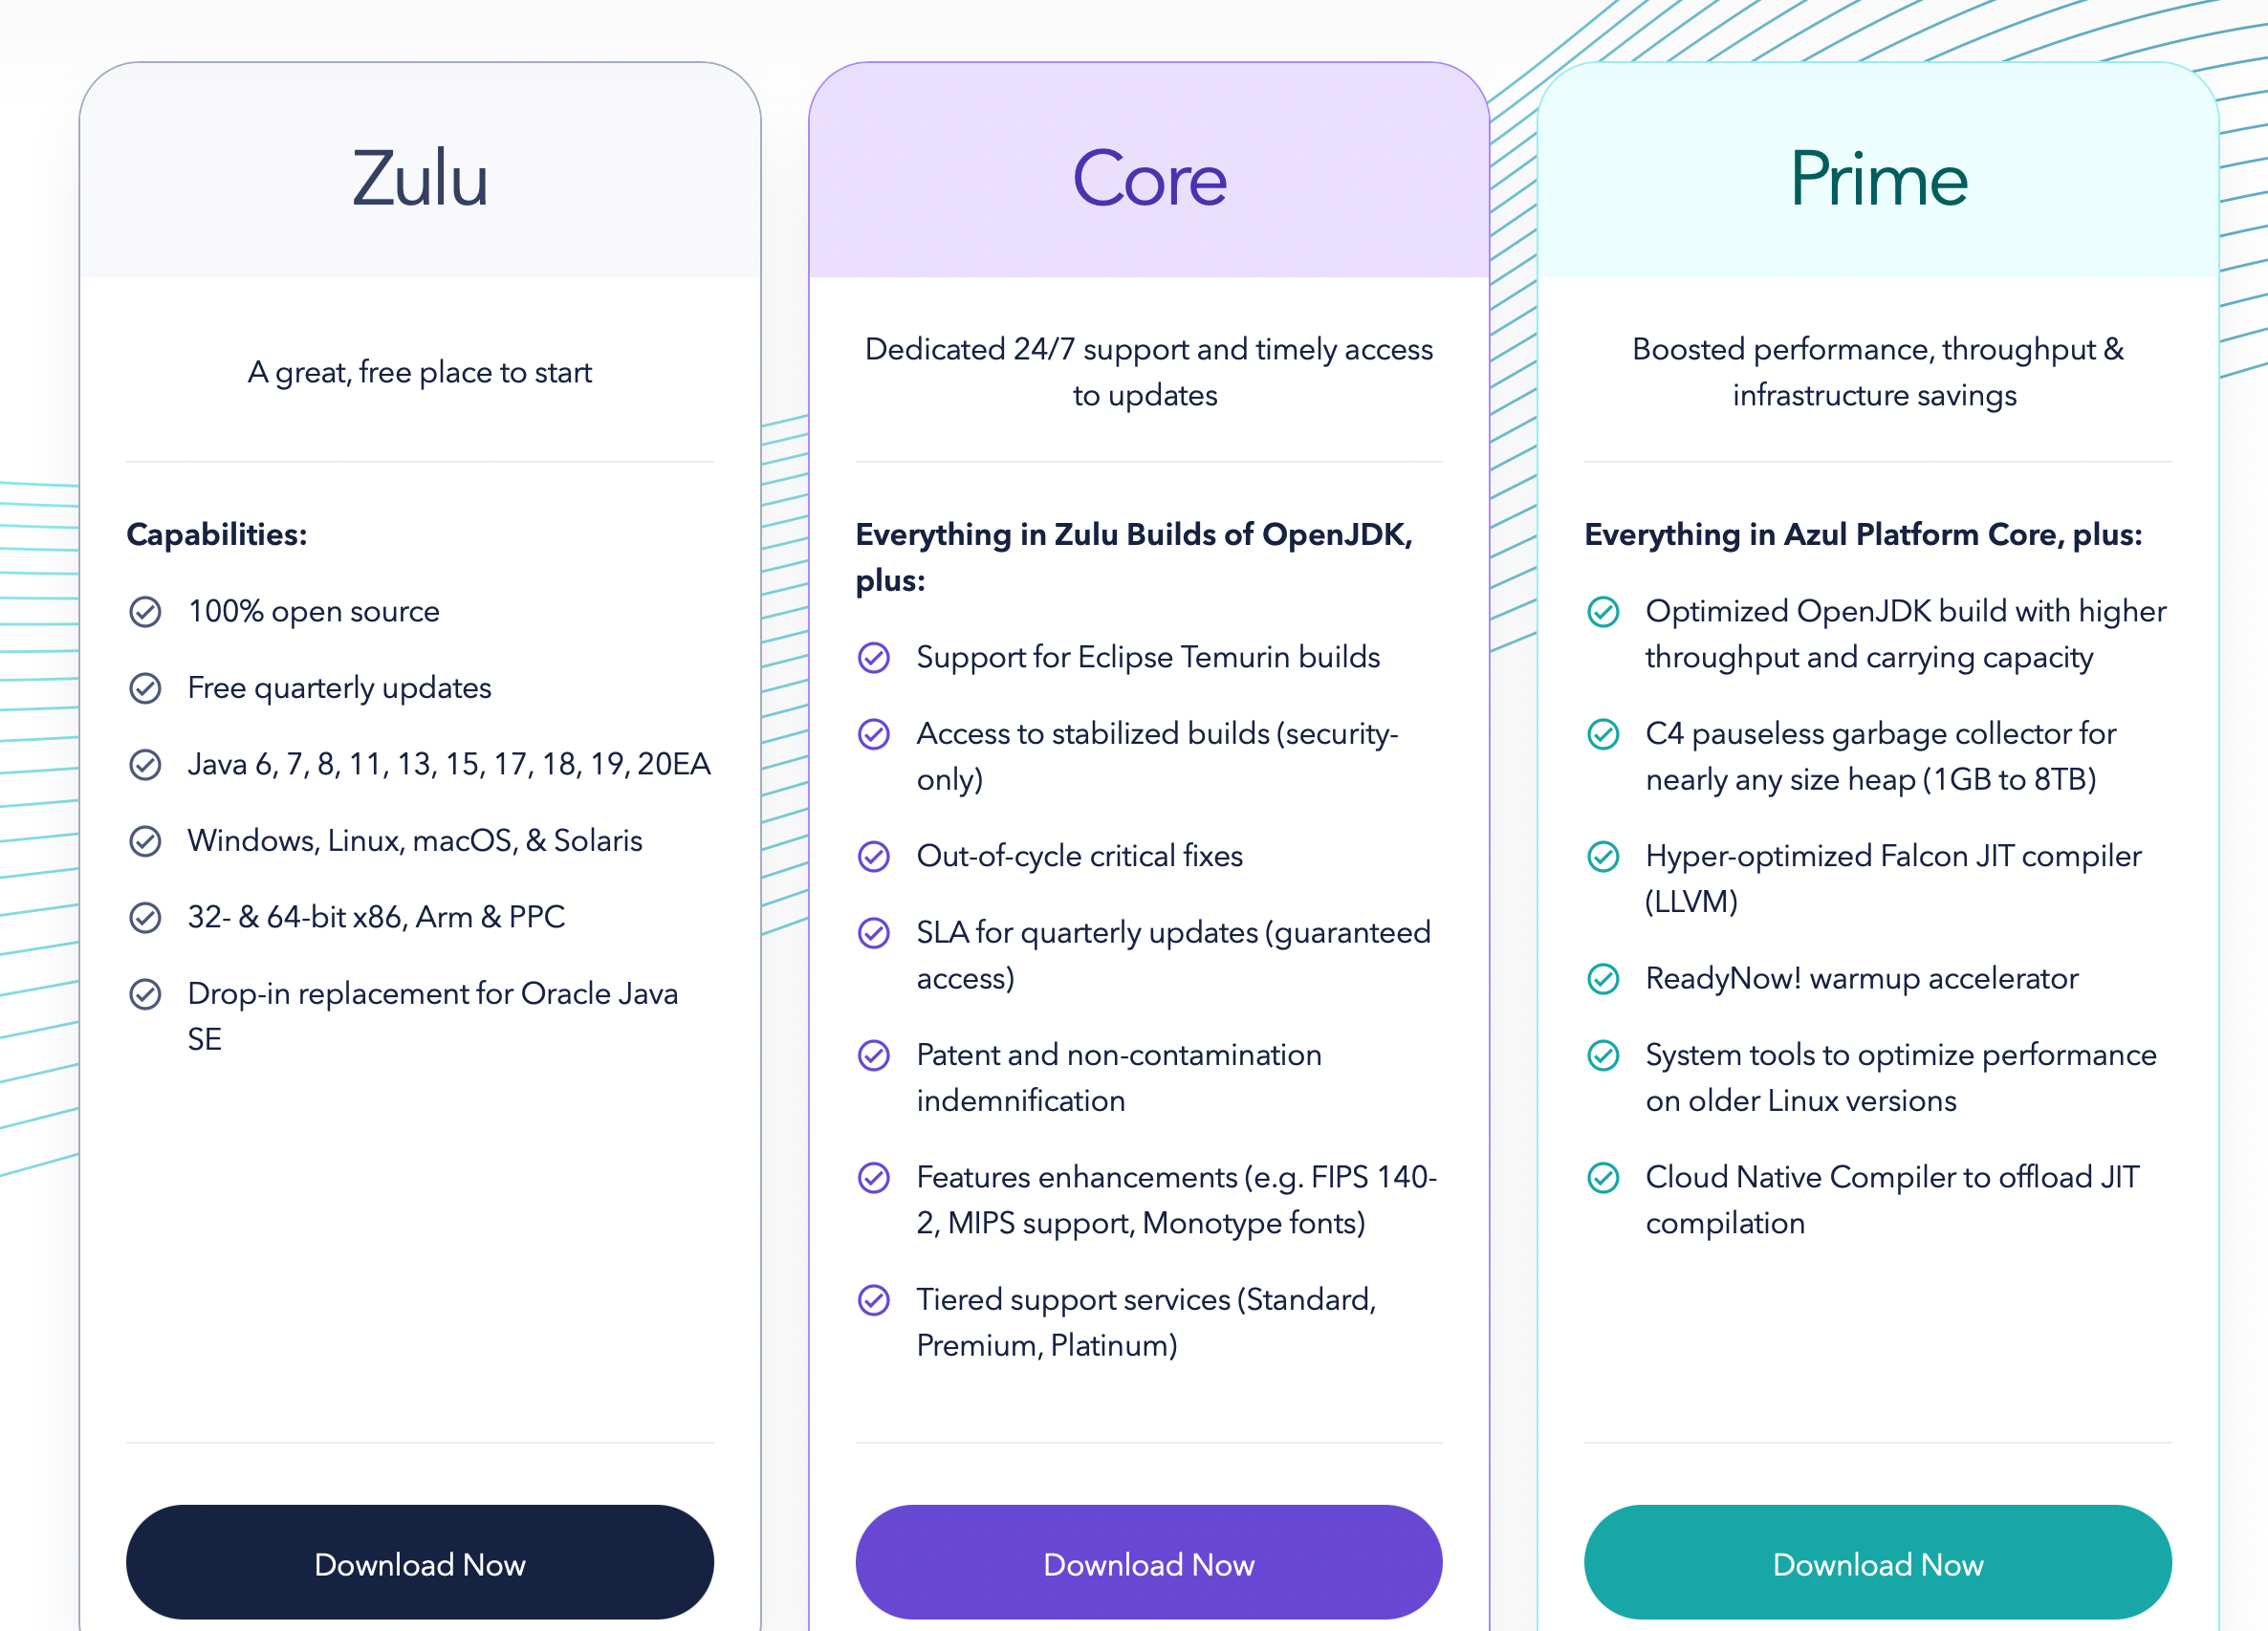 Zulu
A great, free place to start
Capabilities:
100% open source
Free quarterly updates
Java 6, 7, 8, 11, 13, 15, 17, 18, 19, 20EA
Windows, Linux, macOS, & Solaris
32- & 64-bit x86, Arm & PPC
Drop-in replacement for Oracle Java
SE
Download Now
Core
Dedicated 24/7 support and timely access
to updates
Everything in Zulu Builds of OpenJDK,
plus:
Support for Eclipse Temurin builds
Access to stabilized builds (security-
only)
Out-of-cycle critical fixes
SLA for quarterly updates (guaranteed
access)
Patent and non-contamination
indemnification
Features enhancements (e.g. FIPS 140-
2, MIPS support, Monotype fonts)
Tiered support services (Standard,
Premium, Platinum)
Download Now
Prime
Boosted performance, throughput &
infrastructure savings
Everything in Azul Platform Core, plus:
Optimized OpenJDK build with higher
throughput and carrying capacity
C4 pauseless garbage collector for
nearly any size heap (1GB to 8TB)
Hyper-optimized Falcon JIT compiler
(LLVM)
ReadyNow! warmup accelerator
System tools to optimize performance
on older Linux versions
Cloud Native Compiler to offload JIT
compilation
Download Now